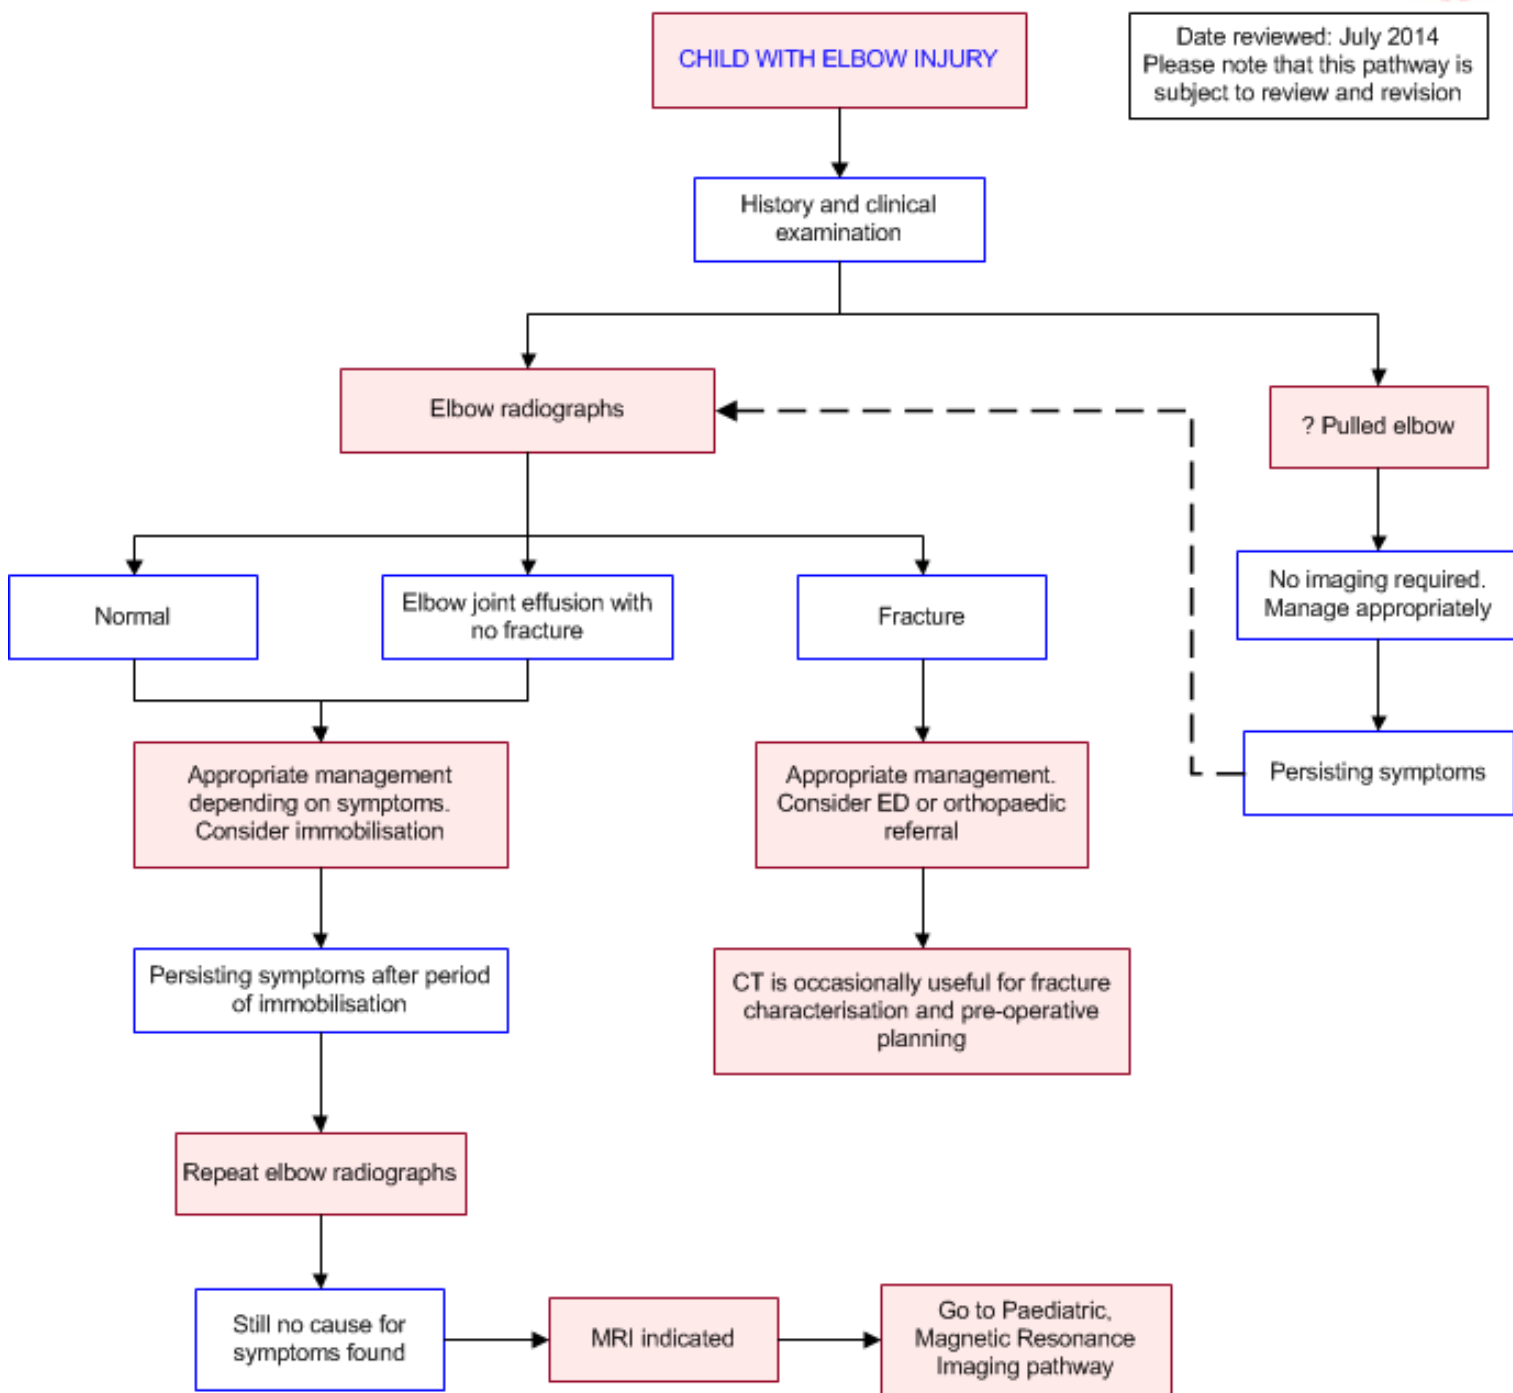 CHILD WITH ELBOW INJURY
Date reviewed: July 2014
Please note that this pathway is
subject to review and revision
History and clinical
examination
Elbow radiographs
? Pulled elbow
Normal
Elbow joint effusion with
no fracture
Fracture
No imaging required.
Manage appropriately
Appropriate management
depending on symptoms.
Consider immobilisation
Appropriate management.
Consider ED or orthopaedic
referral
Persisting symptoms
Persisting symptoms after period
of immobilisation
CT is occasionally useful for fracture
characterisation and pre-operative
planning
Repeat elbow radiographs
Still no cause for
symptoms found
MRI indicated
Go to Paediatric,
Magnetic Resonance
Imaging pathway